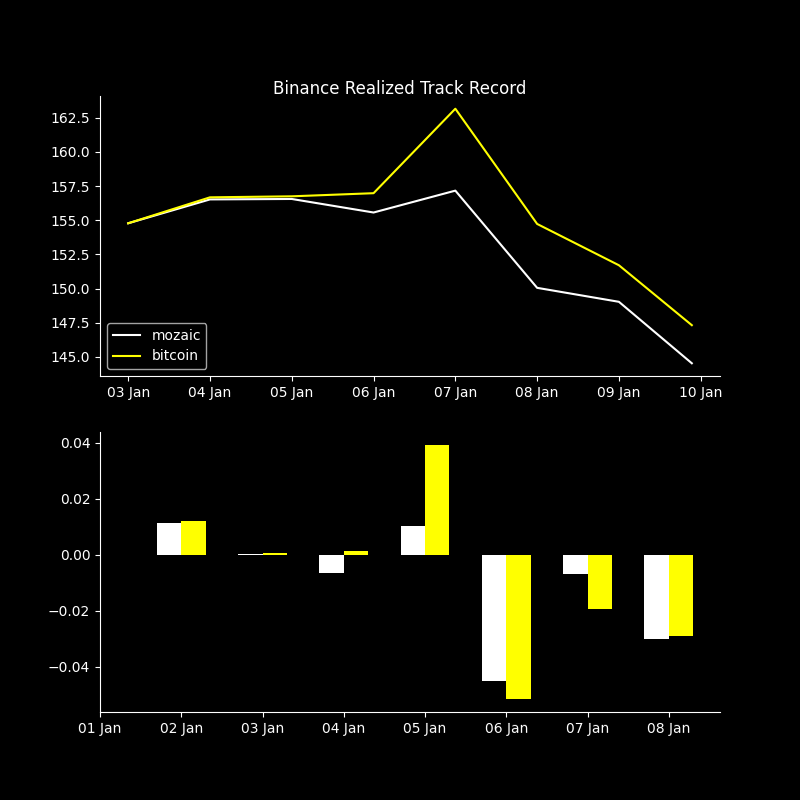 Binance Realized Track Record
162.5
160.0
157.5
155.0
152.5
150.0
147.5
145.0
mozaic
bitcoin
03 Jan 04 Jan 05 Jan 06 Jan 07 Jan 08 Jan 09 Jan 10 Jan
0.04
0.02
0.00
−0.02
−0.04
01 Jan 02 Jan 03 Jan 04 Jan 05 Jan 06 Jan 07 Jan 08 Jan